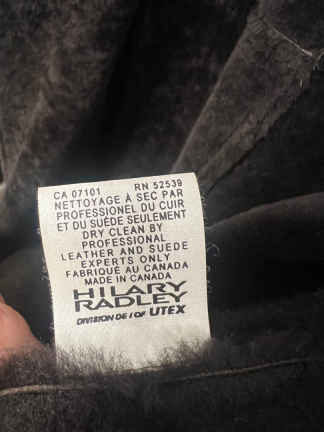 CA 07101 RN 52539
NETTOYAGE À SEC PAR
PROFESSIONEL DU CUIR
ET DU SUÈDE SEULEMENT
DRY CLEAN BY
PROFESSIONAL
LEATHER AND SUEDE
EXPERTS ONLY
FABRIQUÉ AU CANADA
MADE IN CANADA
HILARY
RADLEY
DIVISION DE / OF UTEX